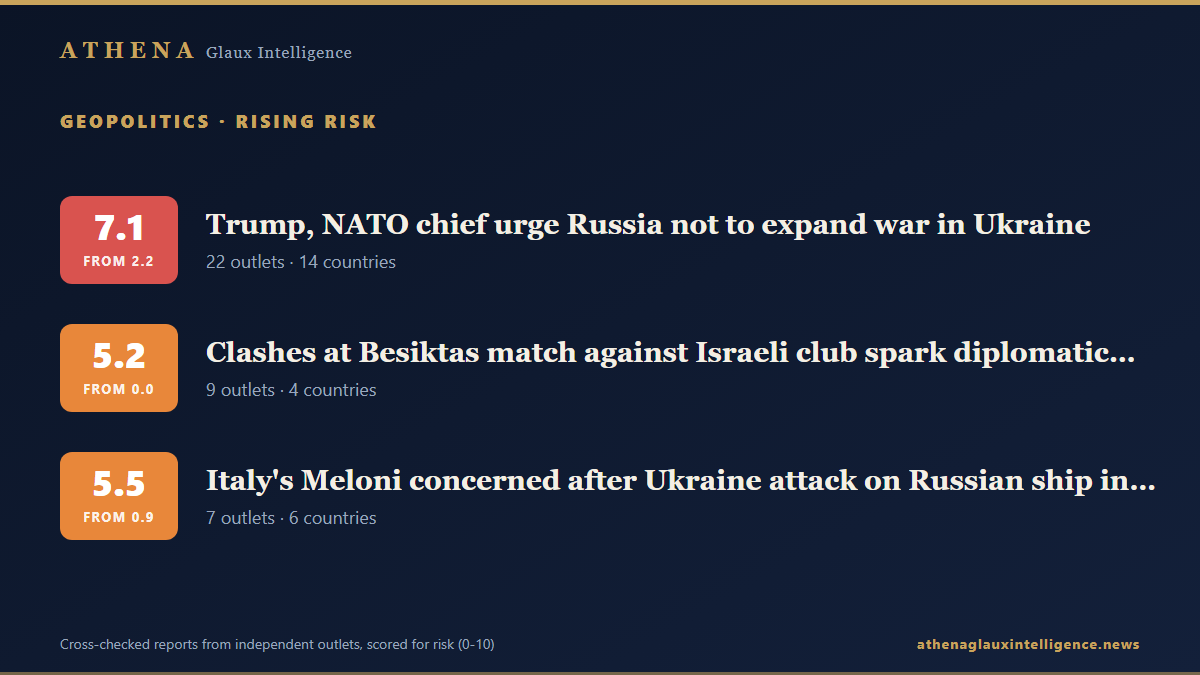 ATHENA Glaux Intelligence
GEOPOLITICS · RISING RISK
7.1
FROM 2.2
Trump, NATO chief urge Russia not to expand war in Ukraine
22 outlets · 14 countries
5.2
FROM 0.0
Clashes at Besiktas match against Israeli club spark diplomatic...
9 outlets · 4 countries
5.5
FROM 0.9
Italy's Meloni concerned after Ukraine attack on Russian ship in...
7 outlets · 6 countries
Cross-checked reports from independent outlets, scored for risk (0-10)
athenaglauxintelligence.news